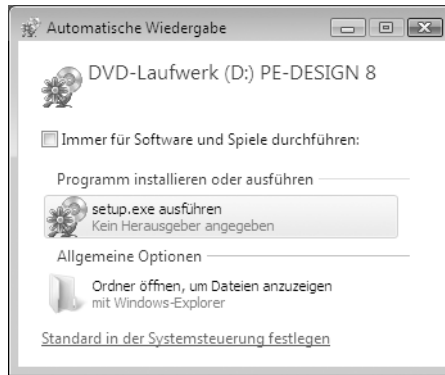 Automatische Wiedergabe
DVD-Laufwerk (D:) PE-DESIGN 8
Immer für Software und Spiele durchführen:
Programm installieren oder ausführen
setup.exe ausführen
Kein Herausgeber angegeben
Allgemeine Optionen
Ordner öffnen, um Dateien anzuzeigen
mit Windows-Explorer
Standard in der Systemsteuerung festlegen